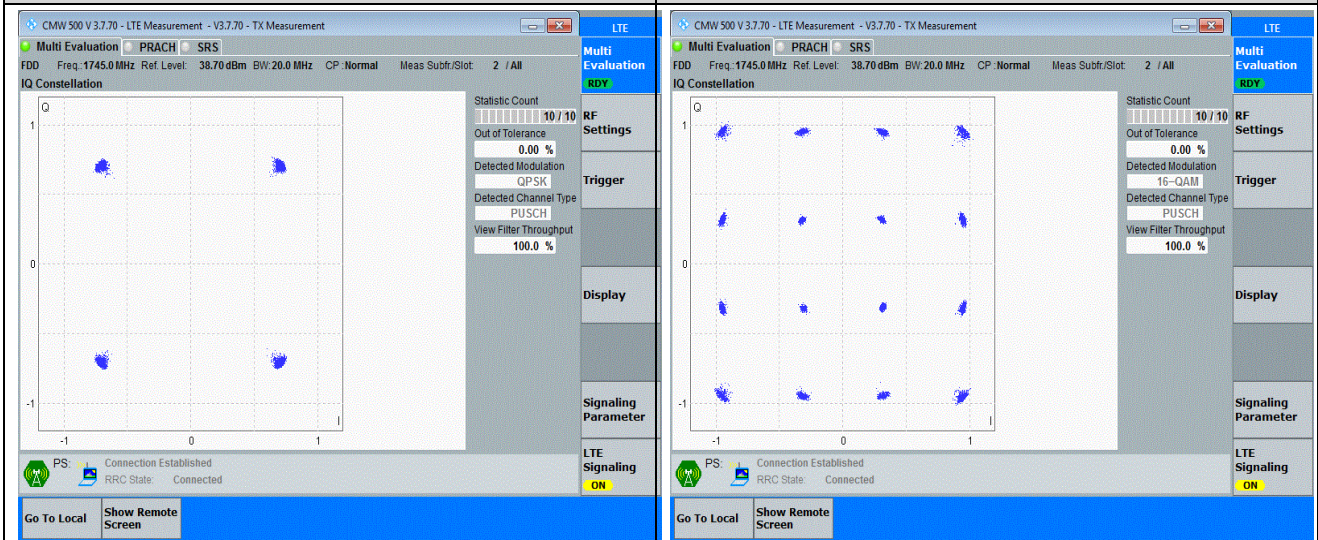 CMW 500 V 3.7.70 - LTE Measurement - V3.7.70 - TX Measurement
LTE
Multi Evaluation PRACH SRS
Multi
Evaluation
RDY
FDD Freq.:1745.0 MHz Ref. Level: 38.70 dBm BW:20.0 MHz CP :Normal Meas Subfr./Slot: 2 / All
IQ Constellation
Q
1
0
-1
I
-1 0 1
Statistic Count
10 / 10
Out of Tolerance
0.00 %
Detected Modulation
QPSK
Detected Channel Type
PUSCH
View Filter Throughput
100.0 %
RF
Settings
Trigger
Display
Signaling
Parameter
LTE
Signaling
ON
PS: Connection Established
RRC State: Connected
Go To Local
Show Remote
Screen
CMW 500 V 3.7.70 - LTE Measurement - V3.7.70 - TX Measurement
LTE
Multi Evaluation PRACH SRS
Multi
Evaluation
RDY
FDD Freq.:1745.0 MHz Ref. Level: 38.70 dBm BW:20.0 MHz CP :Normal Meas Subfr./Slot: 2 / All
IQ Constellation
Q
1
0
-1
I
-1 0 1
Statistic Count
10 / 10
Out of Tolerance
0.00 %
Detected Modulation
16-QAM
Detected Channel Type
PUSCH
View Filter Throughput
100.0 %
RF
Settings
Trigger
Display
Signaling
Parameter
LTE
Signaling
ON
PS: Connection Established
RRC State: Connected
Go To Local
Show Remote
Screen